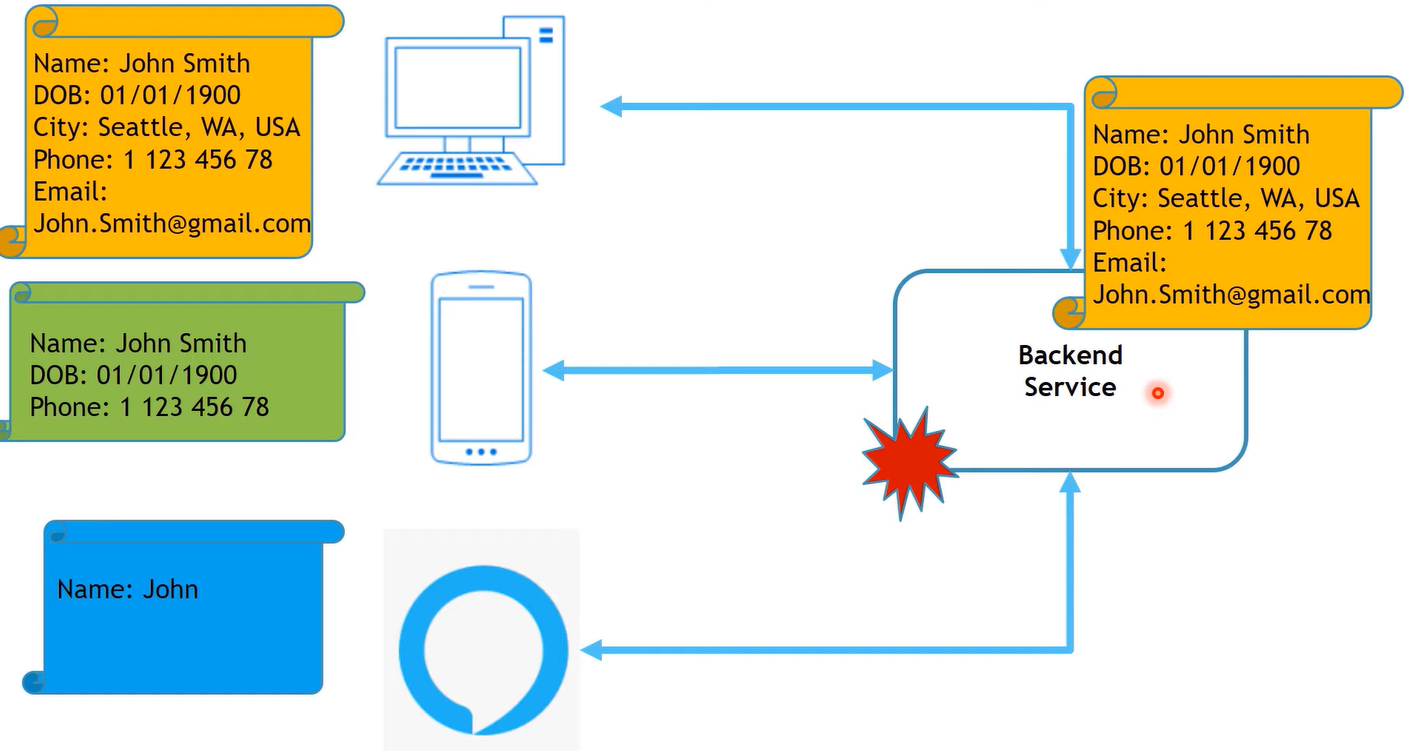 Name: John Smith
DOB: 01/01/1900
City: Seattle, WA, USA
Phone: 1 123 456 78
Email:
John.Smith@gmail.com
Name: John Smith
DOB: 01/01/1900
Phone: 1 123 456 78
Name: John
Name: John Smith
DOB: 01/01/1900
City: Seattle, WA, USA
Phone: 1 123 456 78
Email:
John.Smith@gmail.com
Backend
Service